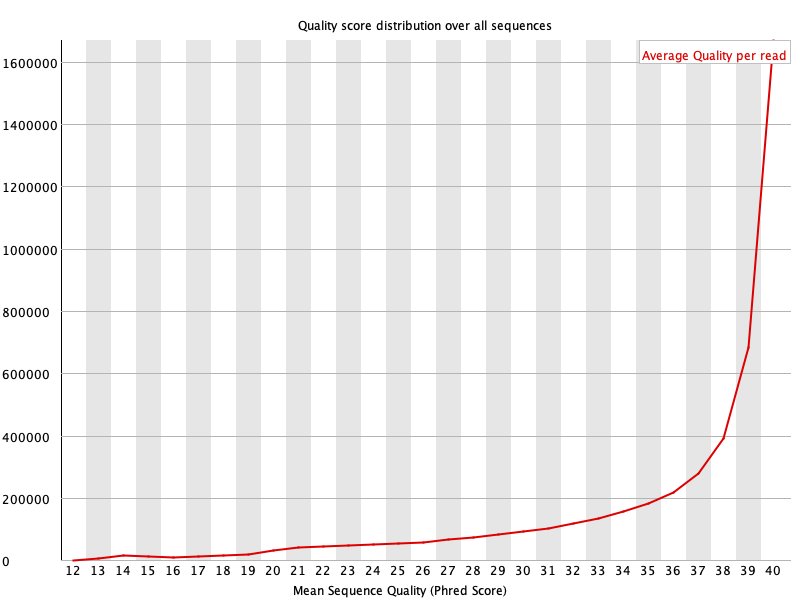 Quality score distribution over all sequences
Average Quality per read
1600000
1400000
1200000
1000000
800000
600000
400000
200000
0
12 13 14 15 16 17 18 19 20 21 22 23 24 25 26 27 28 29 30 31 32 33 34 35 36 37 38 39 40
Mean Sequence Quality (Phred Score)